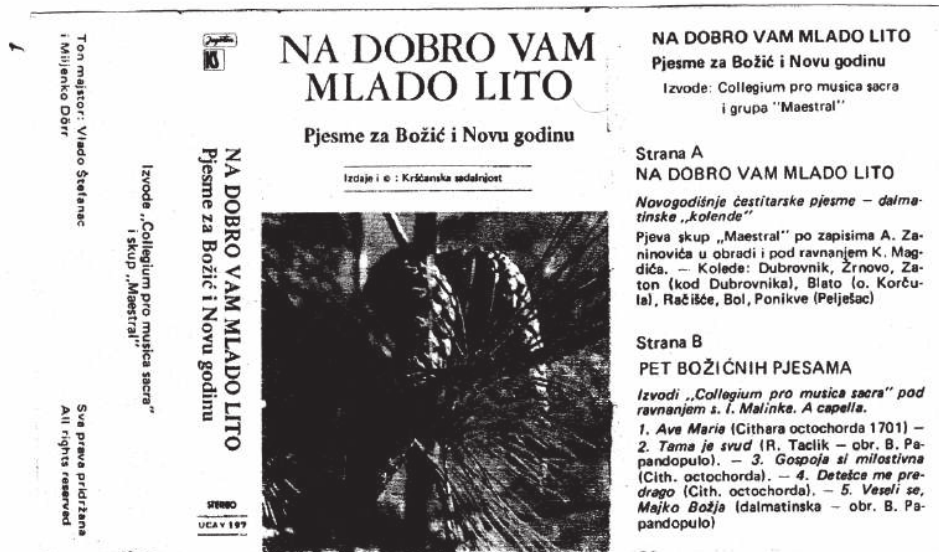 Ton majstor: Vlado Štefanac
i Miljenko Dörr
Sva prava pridržana
All rights reserved
Izvode „Collegium pro musica sacra”
i skup „Maestral”
Jugoton
KS
NA DOBRO VAM MLADO LITO
Pjesme za Božić i Novu godinu
STEREO
UCAY 197
NA DOBRO VAM
MLADO LITO
Pjesme za Božić i Novu godinu
Izdaje i © : Kršćanska sadašnjost
NA DOBRO VAM MLADO LITO
Pjesme za Božić i Novu godinu
Izvode: Collegium pro musica sacra
i grupa "Maestral"
Strana A
NA DOBRO VAM MLADO LITO
Novogodišnje čestitarske pjesme – dalma-
tinske „kolende”
Pjeva skup „Maestral” po zapisima A. Za-
ninovića u obradi i pod ravnanjem K. Mag-
dića. – Kolede: Dubrovnik, Žrnovo, Za-
ton (kod Dubrovnika), Blato (o. Korču-
la), Račišće, Bol, Ponikve (Pelješac)
Strana B
PET BOŽIĆNIH PJESAMA
Izvodi „Collegium pro musica sacra” pod
ravnanjem s. I. Malinka. A capella.
1. Ave Maria (Cithara octochorda 1701) –
2. Tama je svud (R. Taclik – obr. B. Pa-
pandopulo). – 3. Gospoja si milostivna
(Cith. octochorda). – 4. Detešce me pre-
drago (Cith. octochorda). – 5. Veseli se,
Majko Božja (dalmatinska – obr. B. Pa-
pandopulo)